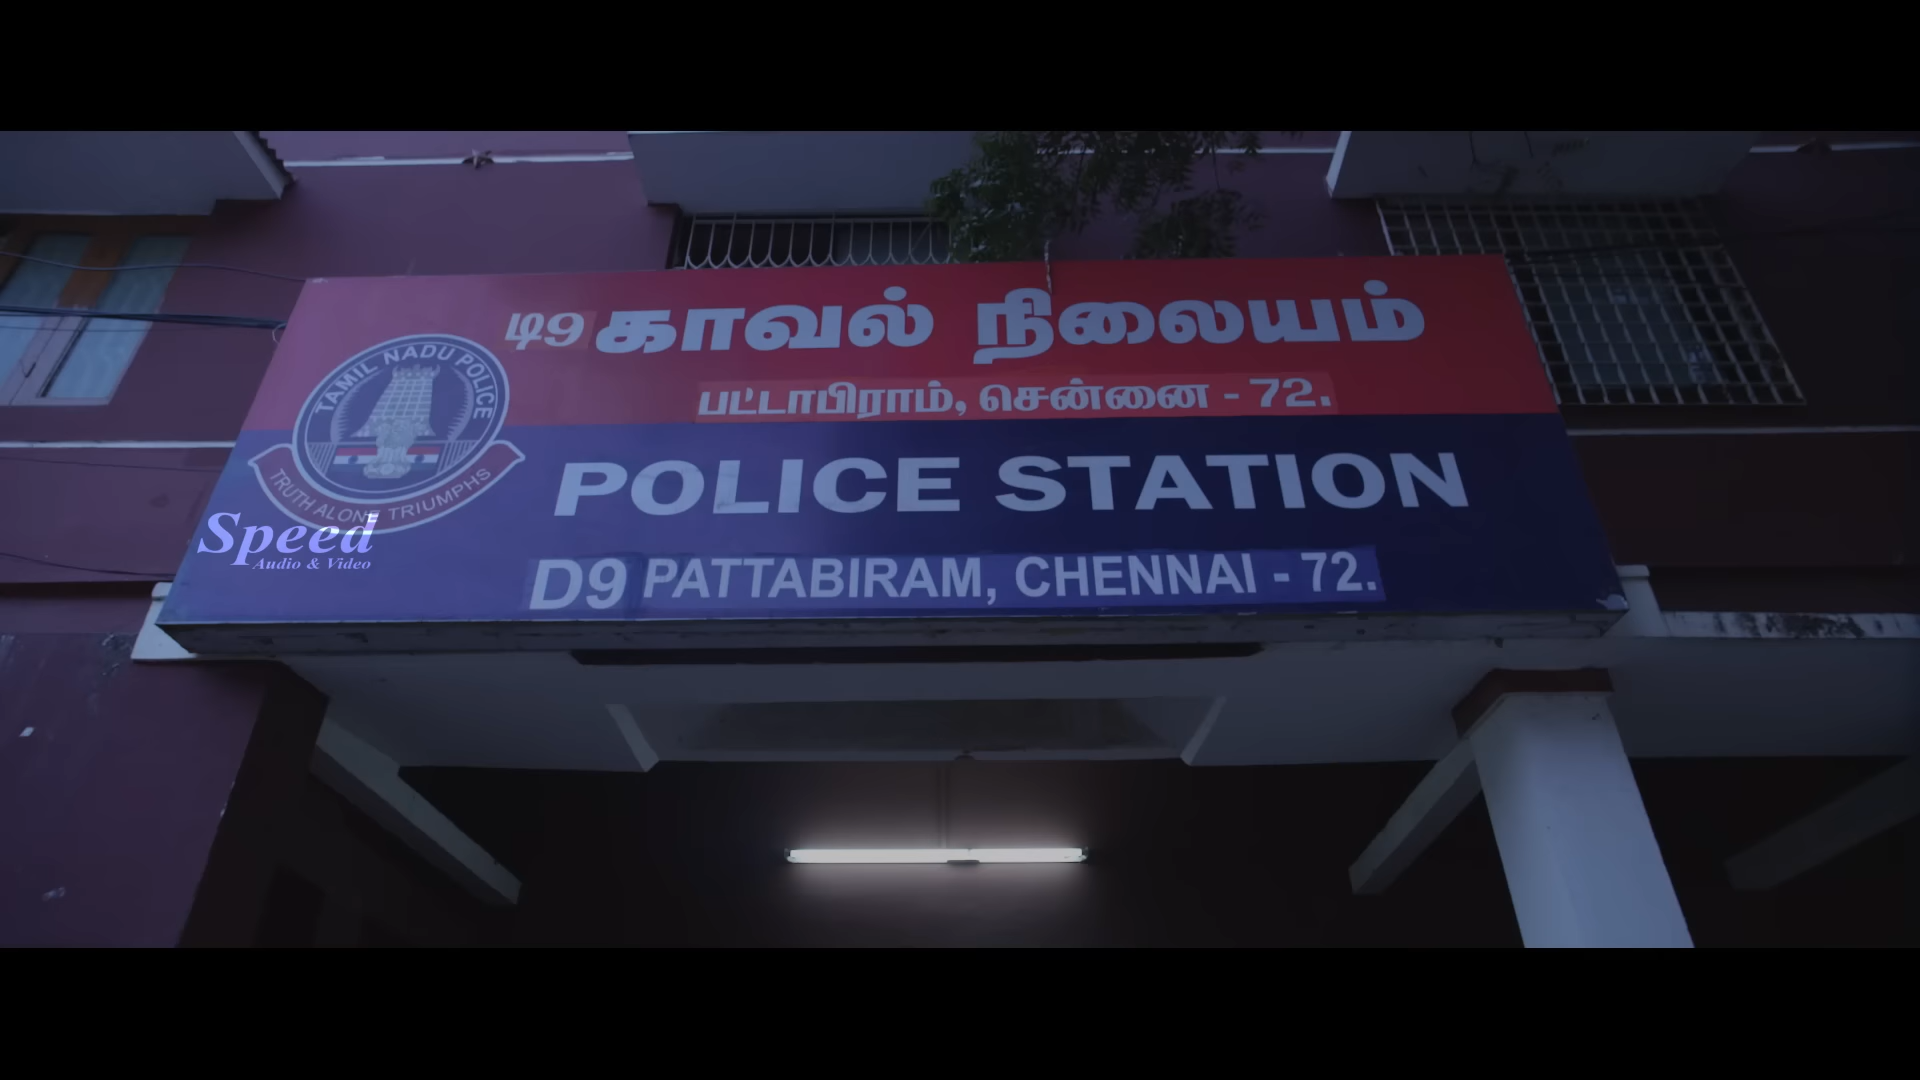 டி9 காவல் நிலையம்
பட்டாபிராம், சென்னை - 72.
TAMIL NADU POLICE
TRUTH ALONE TRIUMPHS
POLICE STATION
D9 PATTABIRAM, CHENNAI - 72.
Speed
Audio & Video